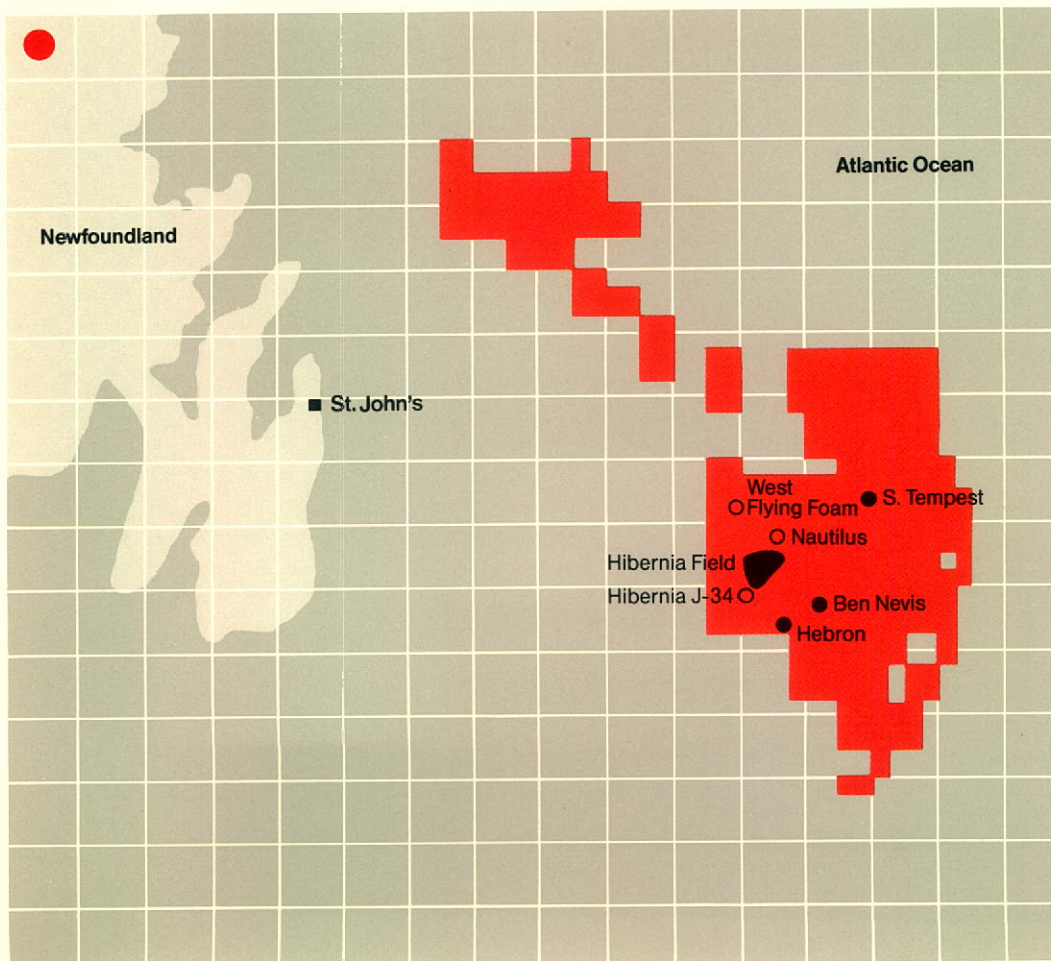 Atlantic Ocean
Newfoundland
St. John's
West
Flying Foam
S. Tempest
Nautilus
Hibernia Field
Hibernia J-34
Ben Nevis
Hebron